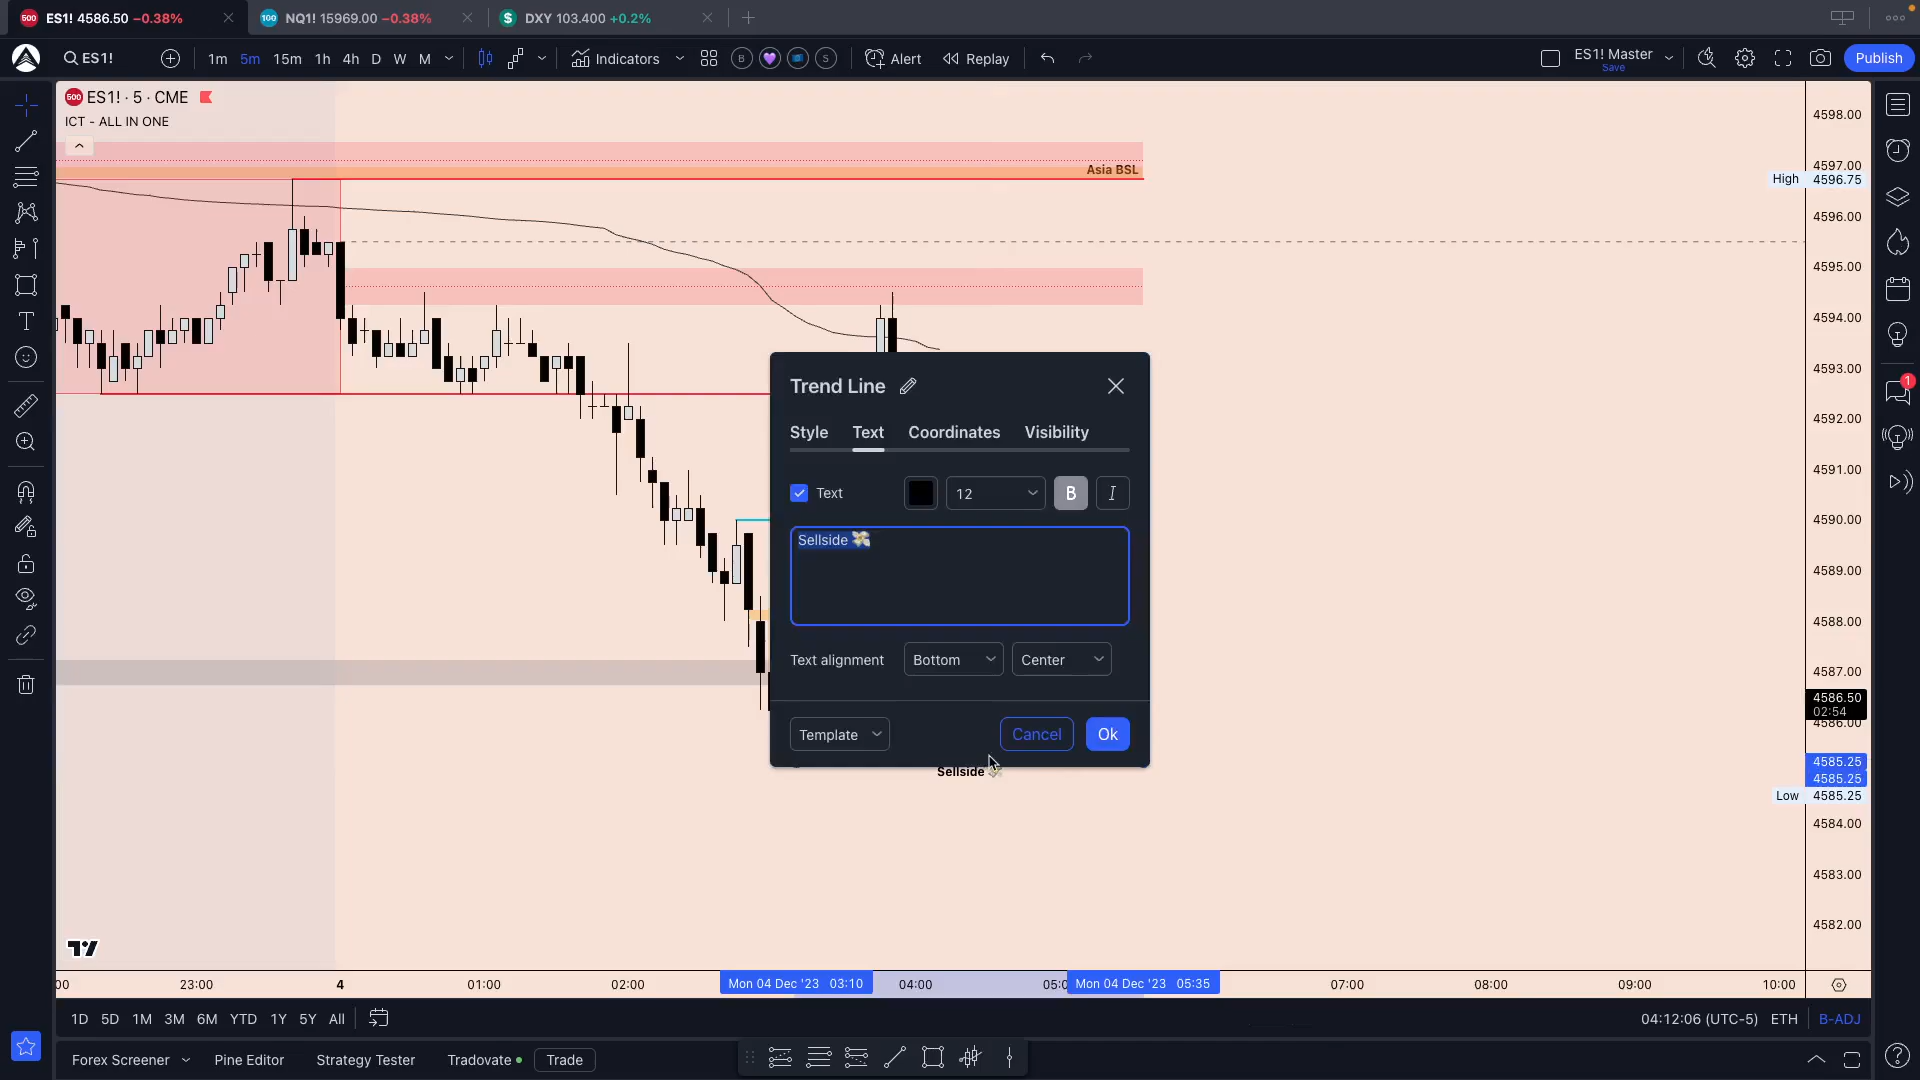 ES1! 4586.50 −0.38%
NQ1! 15969.00 −0.38%
DXY 103.400 +0.2%
ES1!
1m 5m 15m 1h 4h D W M
Indicators
B
S
Alert
Replay
ES1! Master
Save
Publish
500 ES1! · 5 · CME
ICT - ALL IN ONE
Asia BSL
4598.00
4597.00
High 4596.75
4596.00
4595.00
4594.00
4593.00
4592.00
4591.00
4590.00
4589.00
4588.00
4587.00
4586.50
02:54
4586.00
4585.25
4585.25
Low 4585.25
4584.00
4583.00
4582.00
Trend Line
Style Text Coordinates Visibility
Text 12 B I
Sellside 💸
Text alignment Bottom Center
Template Cancel Ok
Sellside 💸
:00 23:00 4 01:00 02:00 Mon 04 Dec '23 03:10 04:00 05:0 Mon 04 Dec '23 05:35 07:00 08:00 09:00 10:00
1D 5D 1M 3M 6M YTD 1Y 5Y All
04:12:06 (UTC-5) ETH B-ADJ
Forex Screener Pine Editor Strategy Tester Tradovate Trade
1